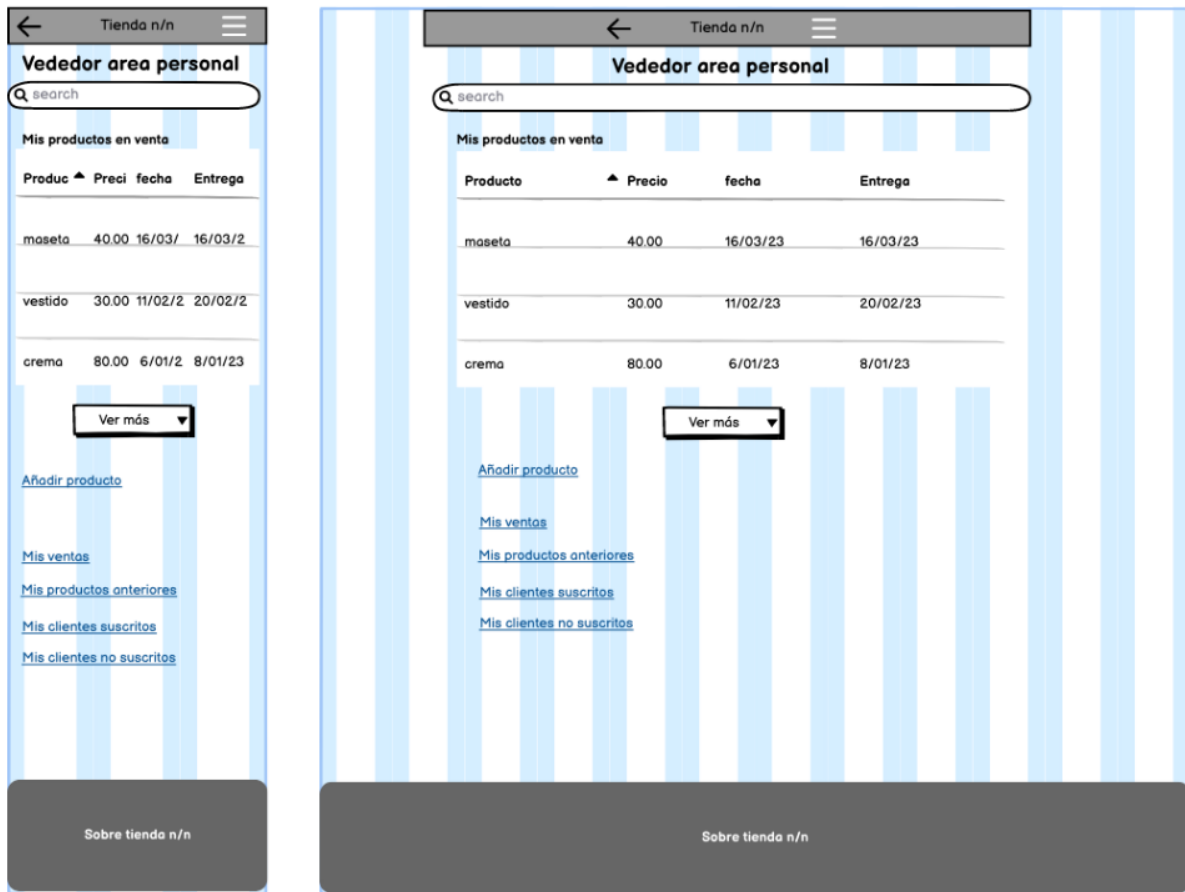 Tienda n/n
Vededor area personal
search
Mis productos en venta
Produc Preci fecha Entrega
maseta 40.00 16/03/ 16/03/2
vestido 30.00 11/02/2 20/02/2
crema 80.00 6/01/2 8/01/23
Ver más
Añadir producto
Mis ventas
Mis productos anteriores
Mis clientes suscritos
Mis clientes no suscritos
Sobre tienda n/n
Tienda n/n
Vededor area personal
search
Mis productos en venta
Producto Precio fecha Entrega
maseta 40.00 16/03/23 16/03/23
vestido 30.00 11/02/23 20/02/23
crema 80.00 6/01/23 8/01/23
Ver más
Añadir producto
Mis ventas
Mis productos anteriores
Mis clientes suscritos
Mis clientes no suscritos
Sobre tienda n/n